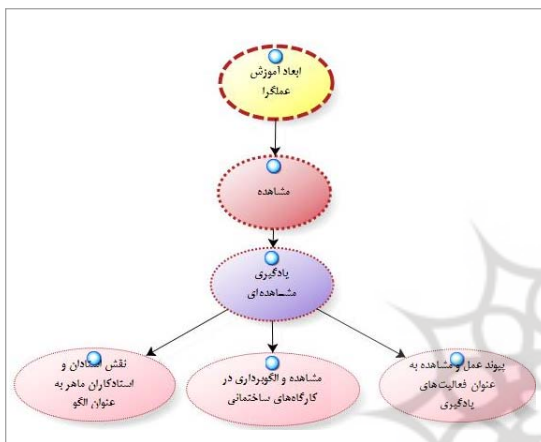 ابعاد آموزش
عملگرا
مشاهده
یادگیری
مشاهده‌ای
پیوند عمل و مشاهده به
عنوان فعالیت‌های
یادگیری
مشاهده و الگوبرداری در
کارگاه‌های ساختمانی
نقش استادان و
استادکاران ماهر به
عنوان الگو